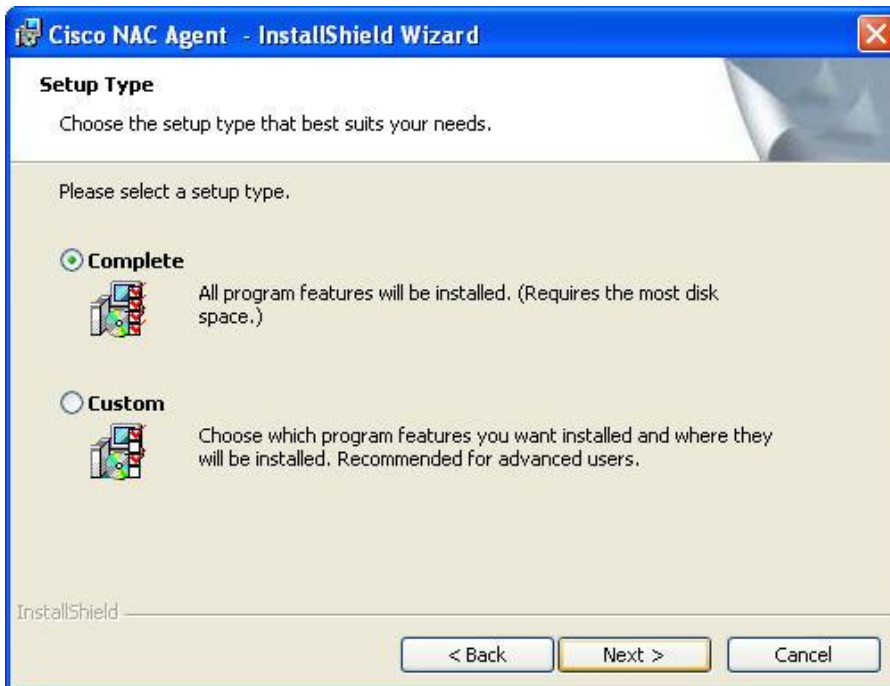 Cisco NAC Agent - InstallShield Wizard
Setup Type
Choose the setup type that best suits your needs.
Please select a setup type.
Complete
All program features will be installed. (Requires the most disk
space.)
Custom
Choose which program features you want installed and where they
will be installed. Recommended for advanced users.
InstallShield
< Back
Next >
Cancel